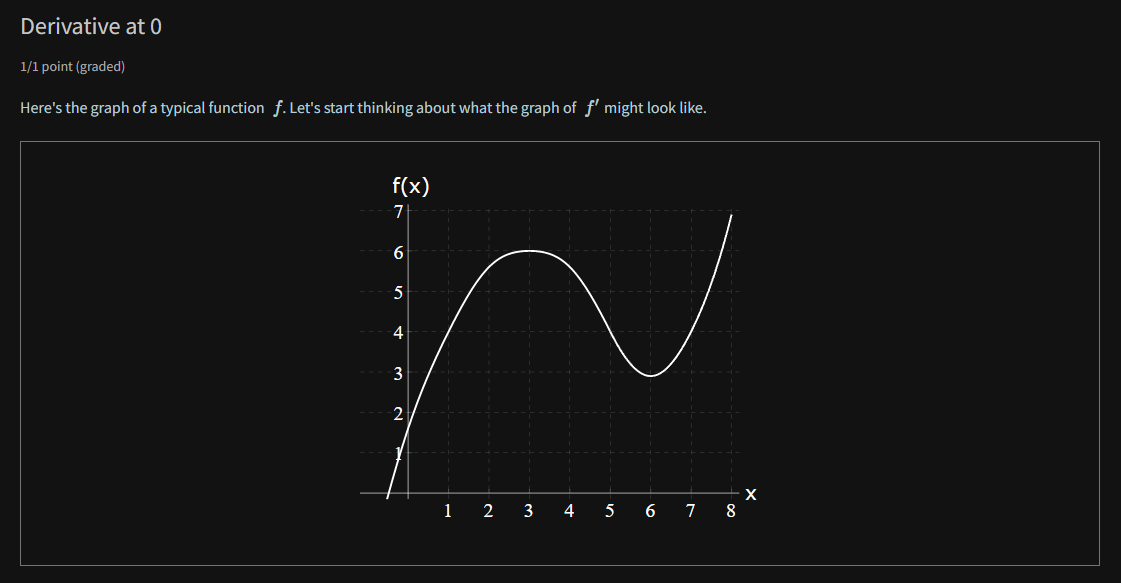 Derivative at 0
1/1 point (graded)
Here's the graph of a typical function f. Let's start thinking about what the graph of f′ might look like.
f(x)
7
6
5
4
3
2
1
x
1 2 3 4 5 6 7 8